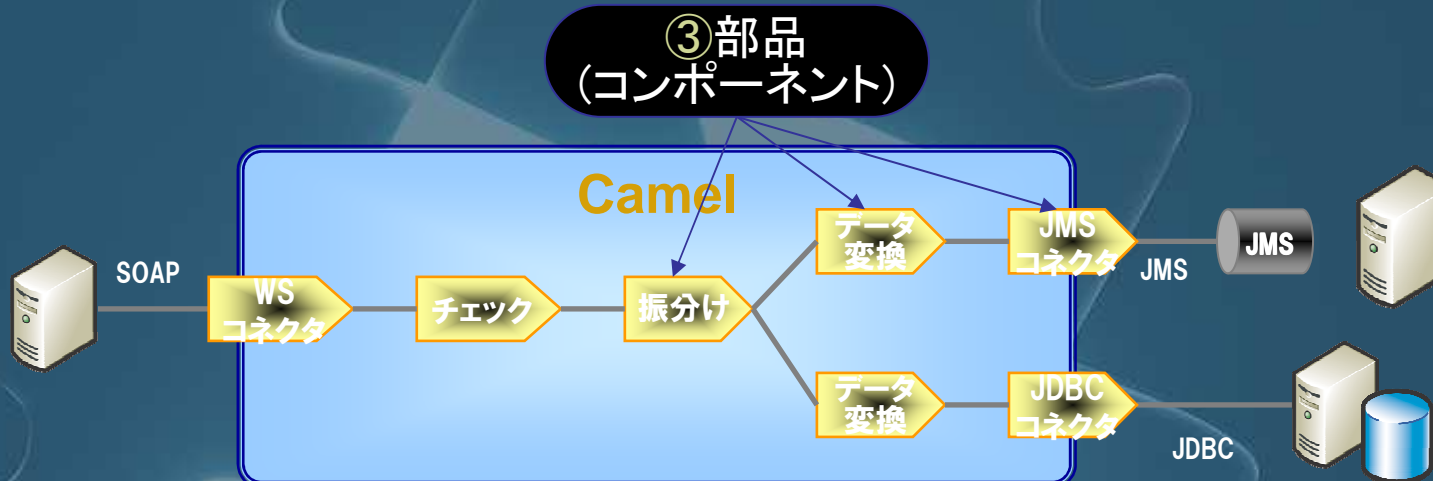 ③部品
(コンポーネント)
Camel
SOAP
WS
コネクタ
チェック
振分け
データ
変換
JMS
コネクタ
JMS
JMS
データ
変換
JDBC
コネクタ
JDBC